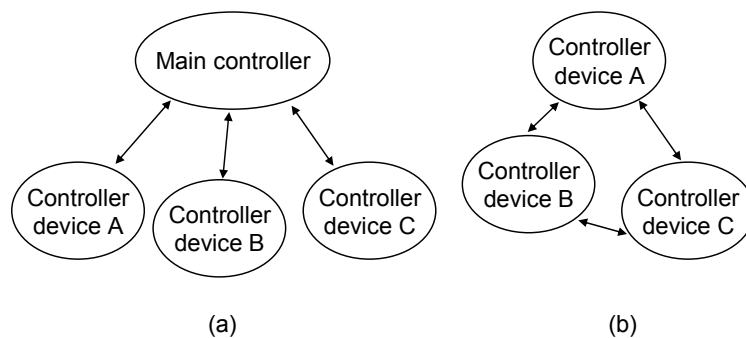 Main controller
Controller
device A
Controller
device B
Controller
device C
(a)
Controller
device A
Controller
device B
Controller
device C
(b)